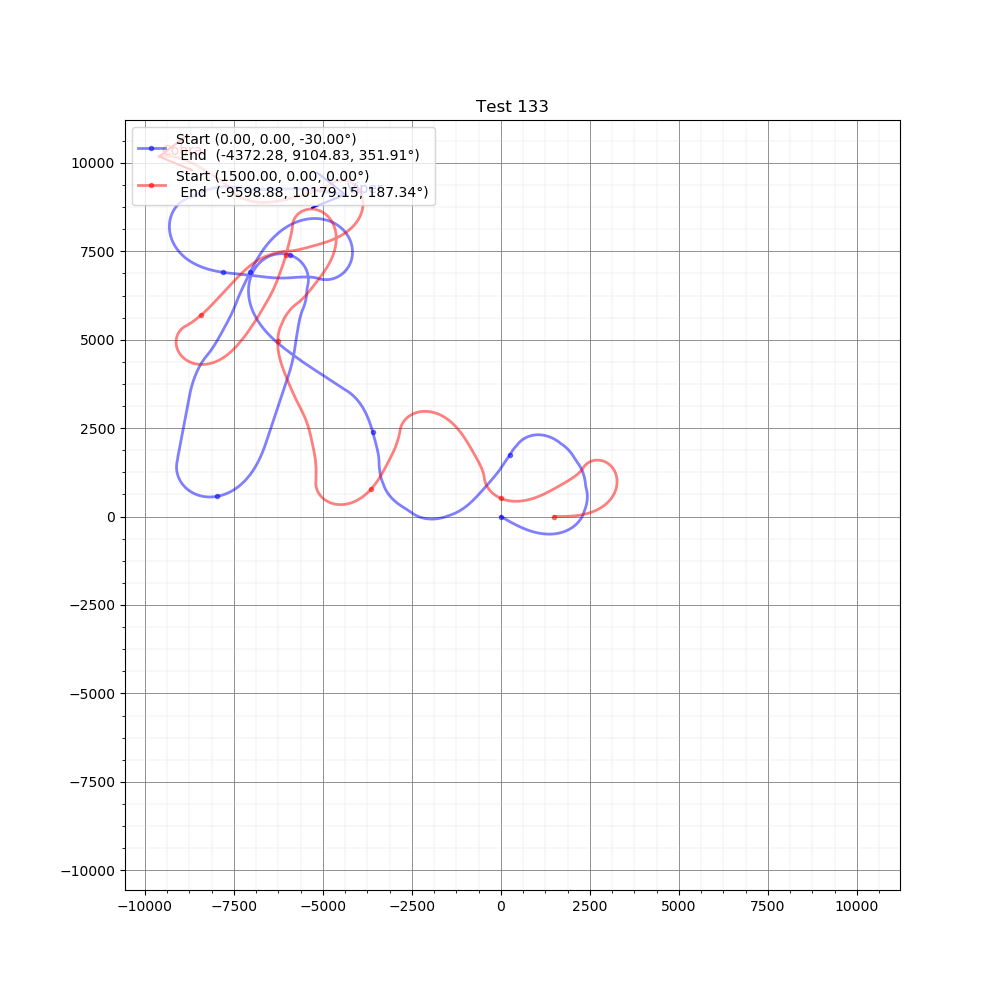 Test 133
Start (0.00, 0.00, -30.00°)
End (-4372.28, 9104.83, 351.91°)
Start (1500.00, 0.00, 0.00°)
End (-9598.88, 10179.15, 187.34°)
10000
7500
5000
2500
0
−2500
−5000
−7500
−10000
−10000 −7500 −5000 −2500 0 2500 5000 7500 10000